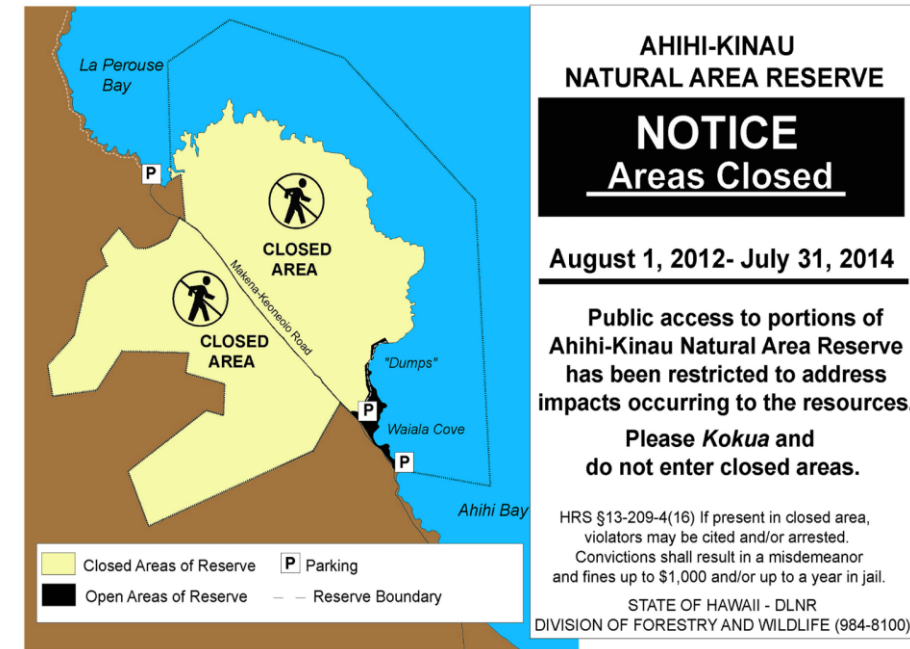 La Perouse
Bay
P
CLOSED
AREA
CLOSED
AREA
Makena-Keoneoio Road
"Dumps"
P
Waiala Cove
P
Ahihi Bay
Closed Areas of Reserve
P Parking
Open Areas of Reserve
Reserve Boundary
AHIHI-KINAU
NATURAL AREA RESERVE
NOTICE
Areas Closed
August 1, 2012- July 31, 2014
Public access to portions of
Ahihi-Kinau Natural Area Reserve
has been restricted to address
impacts occurring to the resources.
Please Kokua and
do not enter closed areas.
HRS §13-209-4(16) If present in closed area,
violators may be cited and/or arrested.
Convictions shall result in a misdemeanor
and fines up to $1,000 and/or up to a year in jail.
STATE OF HAWAII - DLNR
DIVISION OF FORESTRY AND WILDLIFE (984-8100)